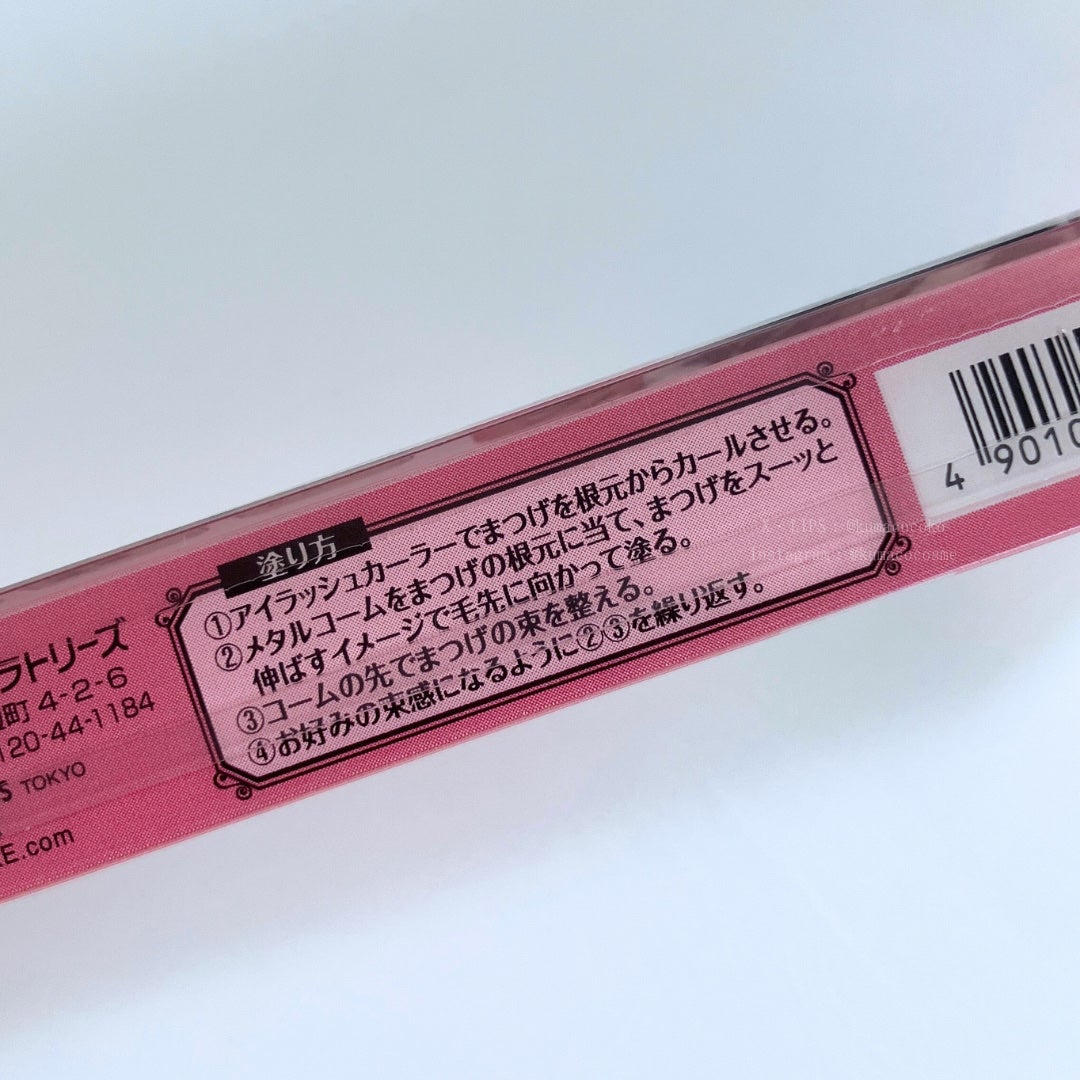 ラトリーズ
町 4-2-6
120-44-1184
TOKYO
E.com
塗り方
①アイラッシュカーラーでまつげを根元からカールさせる。
②メタルコームをまつげの根元に当て、まつげをスーッと
伸ばすイメージで毛先に向かって塗る。
③コームの先でまつげの束を整える。
④お好みの束感になるように②③を繰り返す。
4 9010